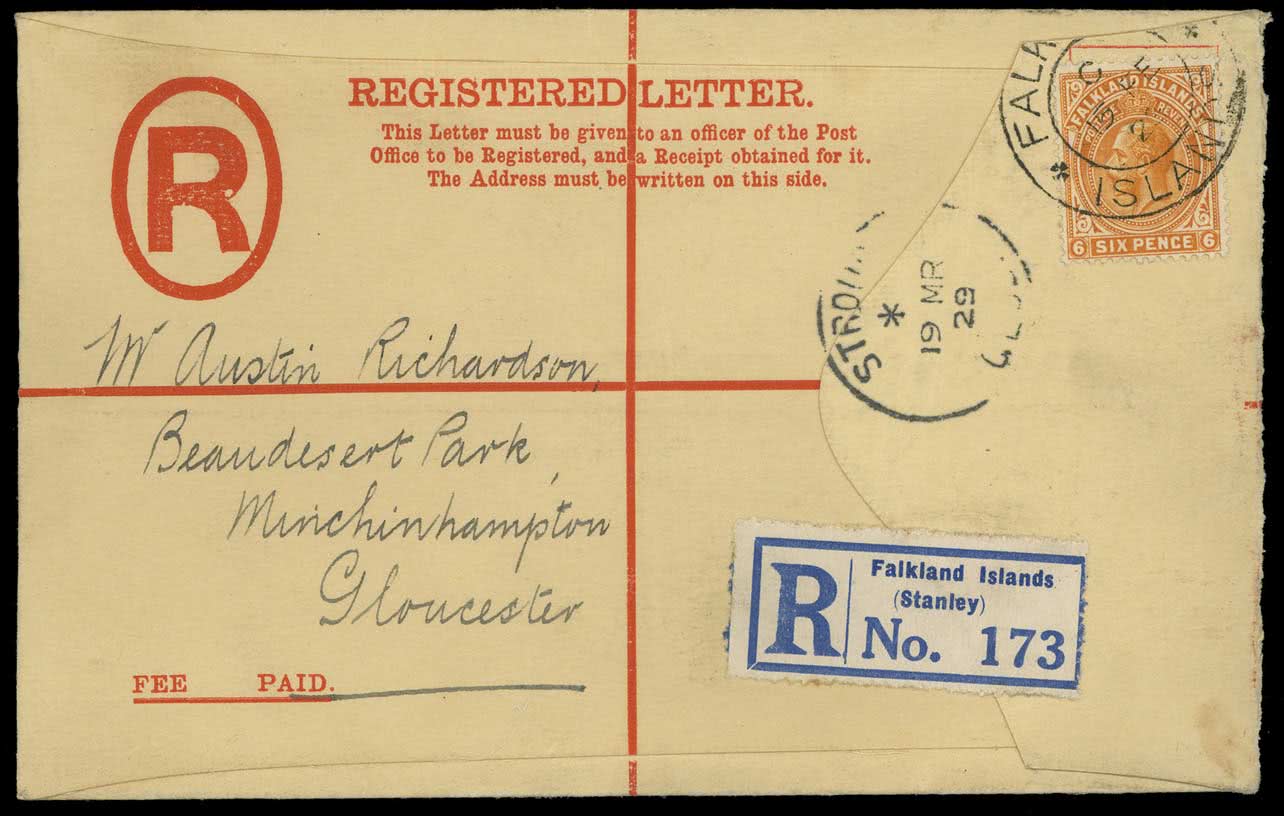 REGISTERED LETTER.
This Letter must be given to an officer of the Post
Office to be Registered, and a Receipt obtained for it.
The Address must be written on this side.
R
FALKLAND ISLANDS
SIX PENCE
6 6
ISLAN
19 MR
29
Mr Austin Richardson,
Beaudesert Park,
Minchinhampton
Gloucester
R
Falkland Islands
(Stanley)
No. 173
FEE PAID.